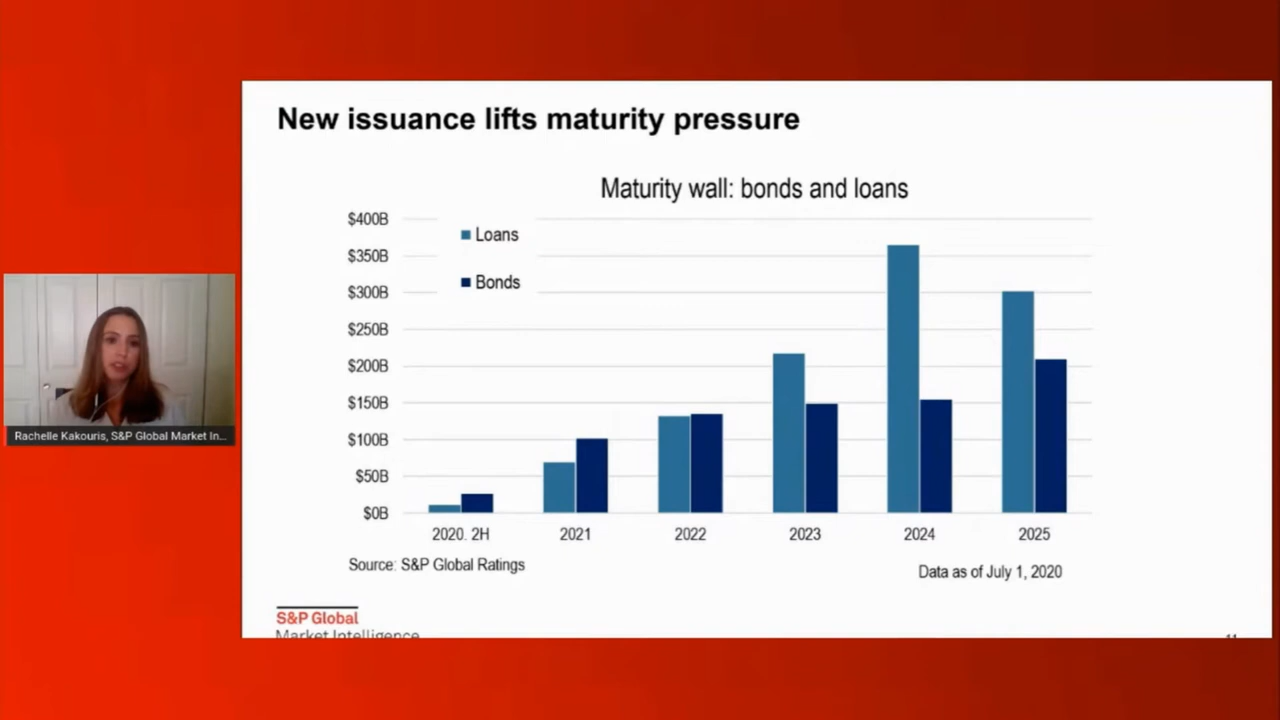 New issuance lifts maturity pressure
Maturity wall: bonds and loans
$400B
$350B
$300B
$250B
$200B
$150B
$100B
$50B
$0B
Loans
Bonds
2020. 2H
2021
2022
2023
2024
2025
Source: S&P Global Ratings
Data as of July 1, 2020
S&P Global
Market Intelligence
11
Rachelle Kakouris, S&P Global Market In...